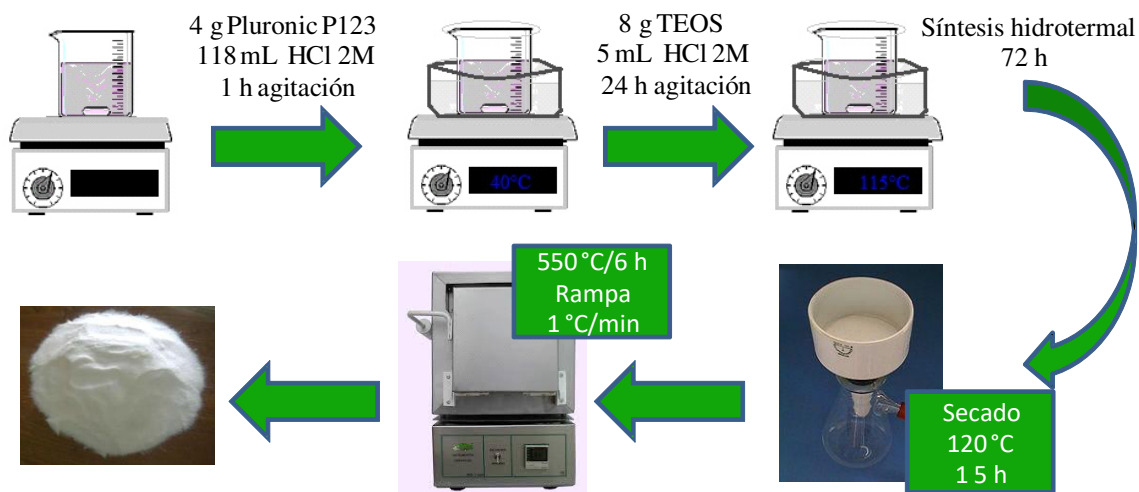 4 g Pluronic P123
118 mL HCl 2M
1 h agitación
8 g TEOS
5 mL HCl 2M
24 h agitación
Síntesis hidrotermal
72 h
40°C
115°C
550 °C/6 h
Rampa
1 °C/min
Secado
120 °C
1 5 h